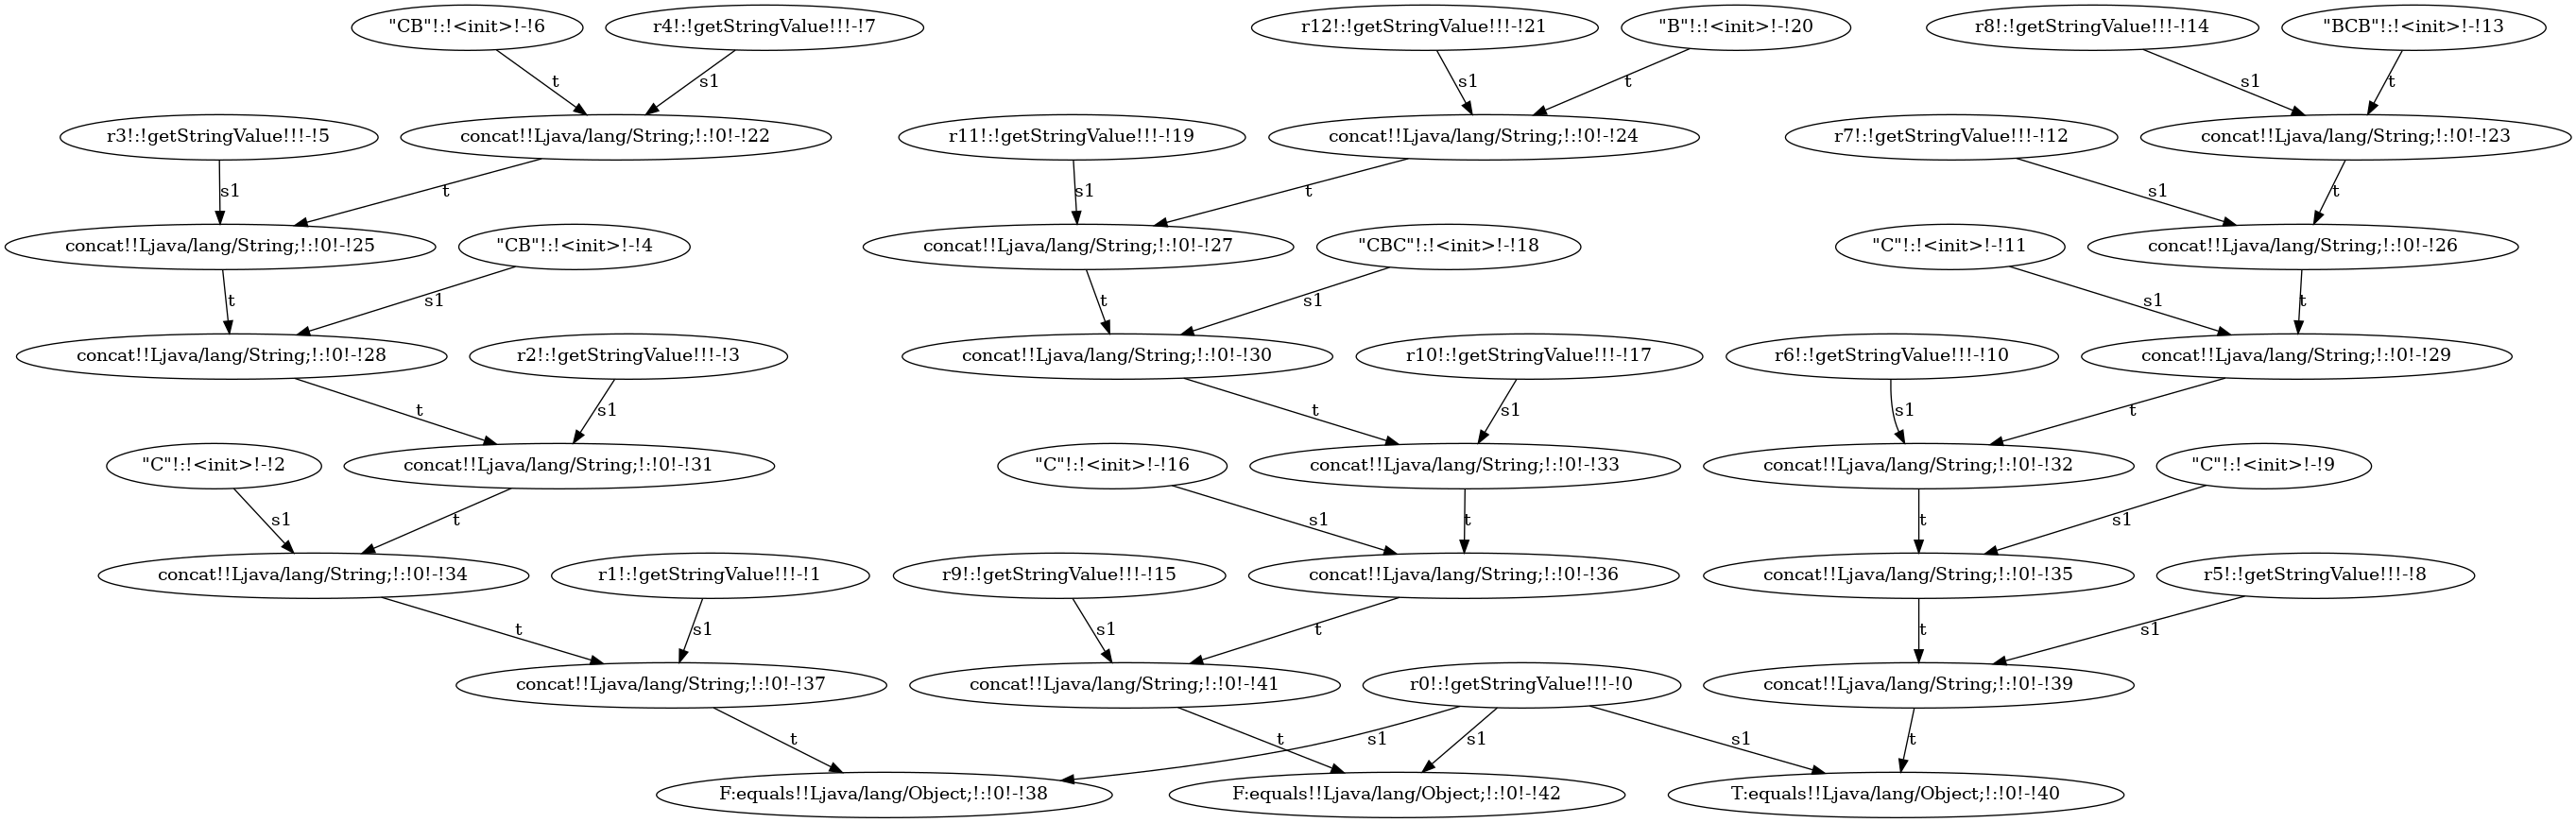 "CB"!:!<init>!-!6
r4!:!getStringValue!!!-!7
r12!:!getStringValue!!!-!21
"B"!:!<init>!-!20
r8!:!getStringValue!!!-!14
"BCB"!:!<init>!-!13
t
s1
s1
t
s1
t
r3!:!getStringValue!!!-!5
concat!!Ljava/lang/String;!:!0!-!22
r11!:!getStringValue!!!-!19
concat!!Ljava/lang/String;!:!0!-!24
r7!:!getStringValue!!!-!12
concat!!Ljava/lang/String;!:!0!-!23
s1
t
s1
t
s1
t
concat!!Ljava/lang/String;!:!0!-!25
"CB"!:!<init>!-!4
concat!!Ljava/lang/String;!:!0!-!27
"CBC"!:!<init>!-!18
"C"!:!<init>!-!11
concat!!Ljava/lang/String;!:!0!-!26
t
s1
t
s1
s1
t
concat!!Ljava/lang/String;!:!0!-!28
r2!:!getStringValue!!!-!3
concat!!Ljava/lang/String;!:!0!-!30
r10!:!getStringValue!!!-!17
r6!:!getStringValue!!!-!10
concat!!Ljava/lang/String;!:!0!-!29
t
s1
t
s1
s1
t
"C"!:!<init>!-!2
concat!!Ljava/lang/String;!:!0!-!31
"C"!:!<init>!-!16
concat!!Ljava/lang/String;!:!0!-!33
concat!!Ljava/lang/String;!:!0!-!32
"C"!:!<init>!-!9
s1
t
s1
t
t
s1
concat!!Ljava/lang/String;!:!0!-!34
r1!:!getStringValue!!!-!1
r9!:!getStringValue!!!-!15
concat!!Ljava/lang/String;!:!0!-!36
concat!!Ljava/lang/String;!:!0!-!35
r5!:!getStringValue!!!-!8
t
s1
s1
t
t
s1
concat!!Ljava/lang/String;!:!0!-!37
concat!!Ljava/lang/String;!:!0!-!41
r0!:!getStringValue!!!-!0
concat!!Ljava/lang/String;!:!0!-!39
t
t
s1
s1
s1
t
F:equals!!Ljava/lang/Object;!:!0!-!38
F:equals!!Ljava/lang/Object;!:!0!-!42
T:equals!!Ljava/lang/Object;!:!0!-!40